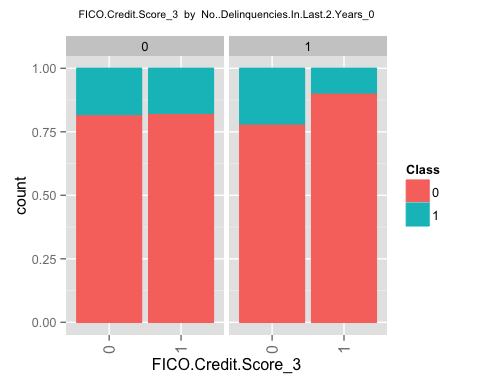 FICO.Credit.Score_3 by No..Delinquencies.In.Last.2.Years_0
0 1
1.00
0.75
0.50
0.25
0.00
count
0 1 0 1
FICO.Credit.Score_3
Class
0
1